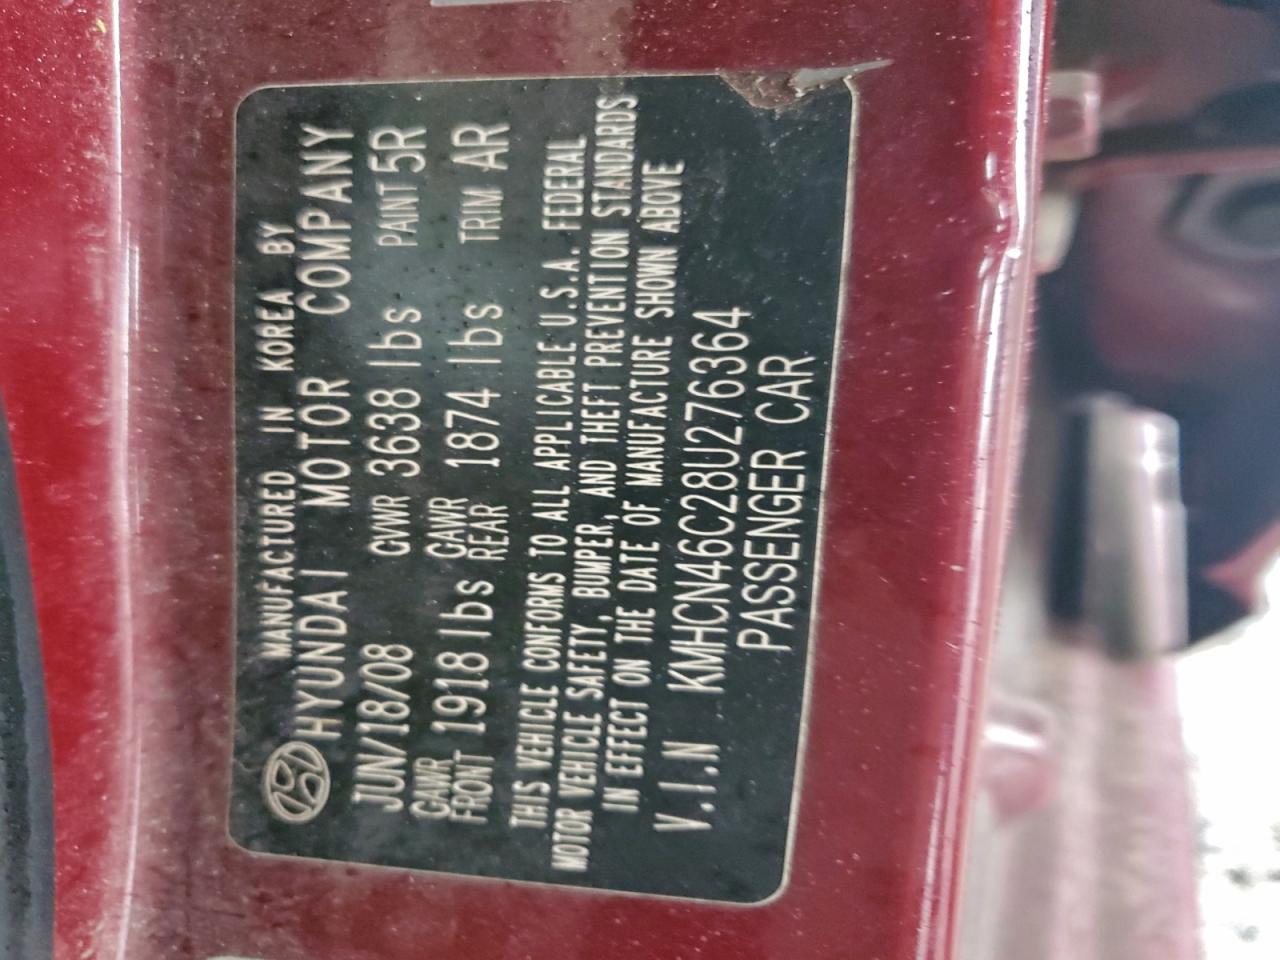 MANUFACTURED IN KOREA BY
HYUNDAI MOTOR COMPANY
JUN/18/08 GVWR 3638 lbs PAINT 5R
GAWR FRONT 1918 lbs GAWR REAR 1874 lbs TRIM AR
THIS VEHICLE CONFORMS TO ALL APPLICABLE U.S.A. FEDERAL
MOTOR VEHICLE SAFETY, BUMPER, AND THEFT PREVENTION STANDARDS
IN EFFECT ON THE DATE OF MANUFACTURE SHOWN ABOVE
V.I.N KMHCN46C28U276364
PASSENGER CAR